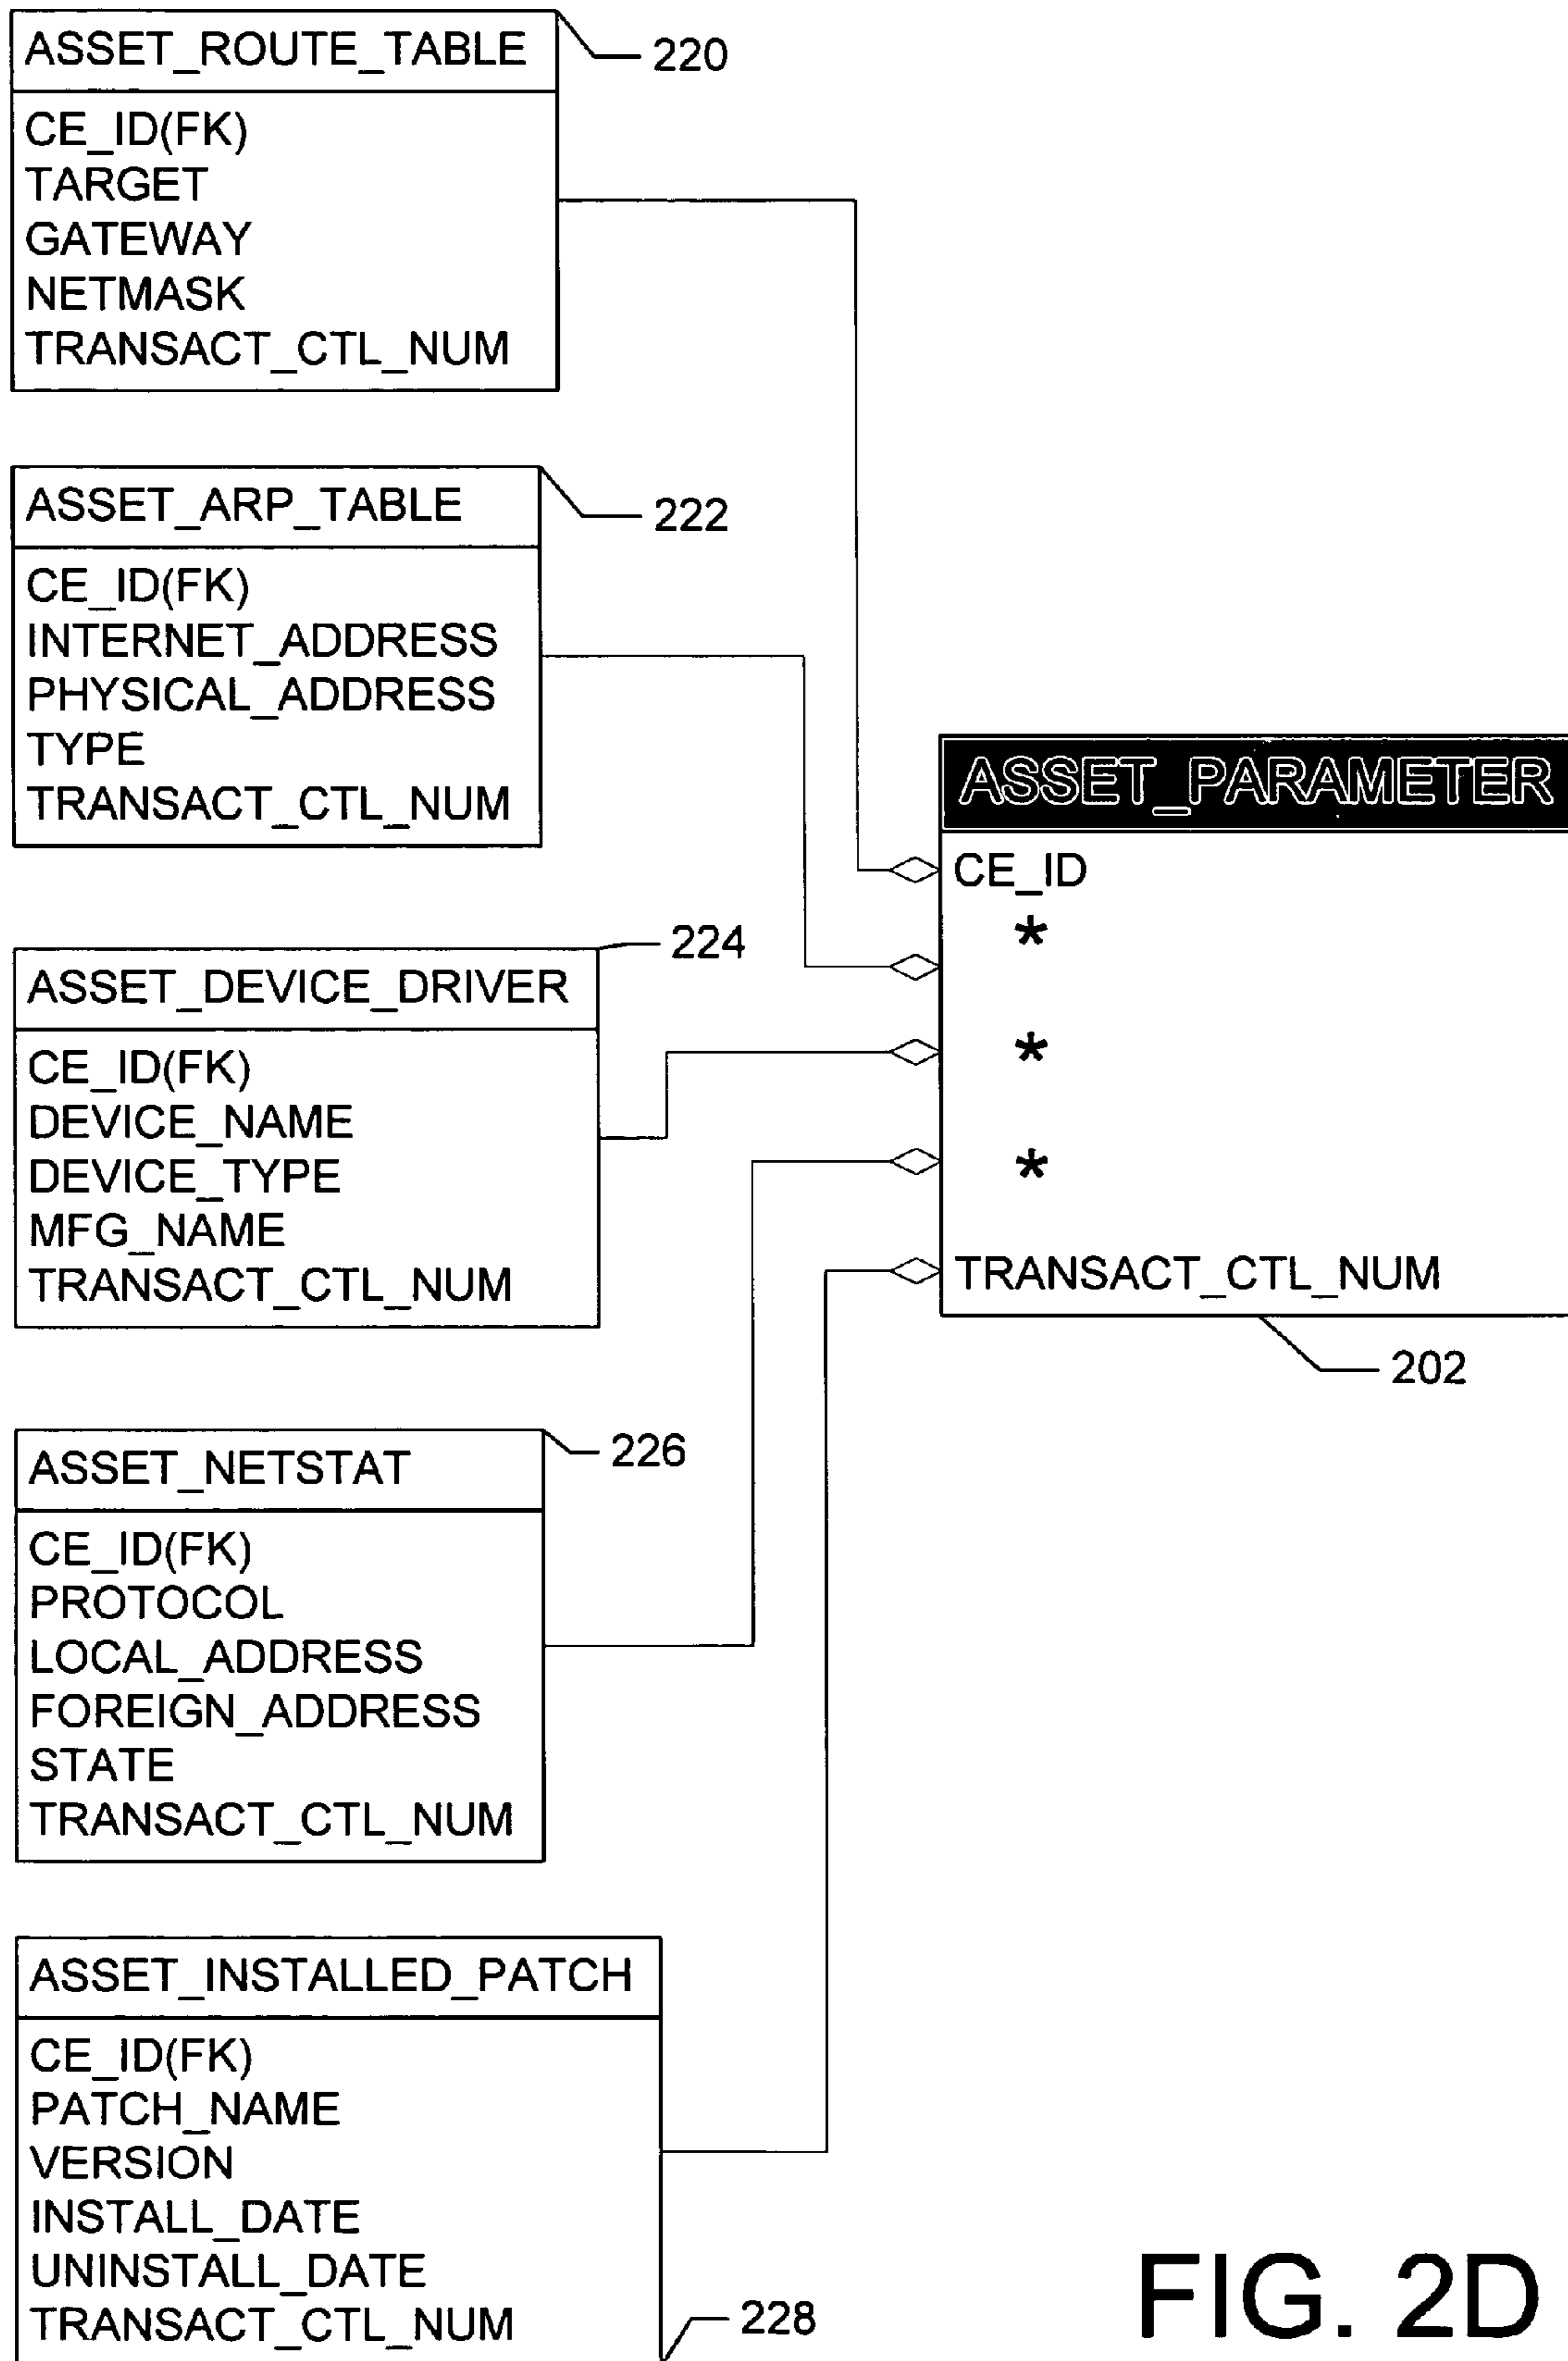 ASSET_ROUTE_TABLE
220
CE_ID(FK)
TARGET
GATEWAY
NETMASK
TRANSACT_CTL_NUM
ASSET_ARP_TABLE
222
CE_ID(FK)
INTERNET_ADDRESS
PHYSICAL_ADDRESS
TYPE
TRANSACT_CTL_NUM
ASSET_DEVICE_DRIVER
224
CE_ID(FK)
DEVICE_NAME
DEVICE_TYPE
MFG_NAME
TRANSACT_CTL_NUM
ASSET_NETSTAT
226
CE_ID(FK)
PROTOCOL
LOCAL_ADDRESS
FOREIGN_ADDRESS
STATE
TRANSACT_CTL_NUM
ASSET_INSTALLED_PATCH
CE_ID(FK)
PATCH_NAME
VERSION
INSTALL_DATE
UNINSTALL_DATE
TRANSACT_CTL_NUM
228
ASSET_PARAMETER
CE_ID
*
*
*
TRANSACT_CTL_NUM
202
FIG. 2D